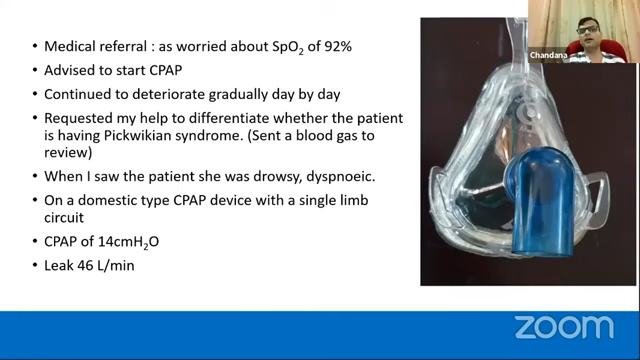 • Medical referral : as worried about SpO2 of 92%
• Advised to start CPAP
• Continued to deteriorate gradually day by day
• Requested my help to differentiate whether the patient
is having Pickwikian syndrome. (Sent a blood gas to
review)
• When I saw the patient she was drowsy, dyspnoeic.
• On a domestic type CPAP device with a single limb
circuit
• CPAP of 14cmH2O
• Leak 46 L/min
Chandana
zoom